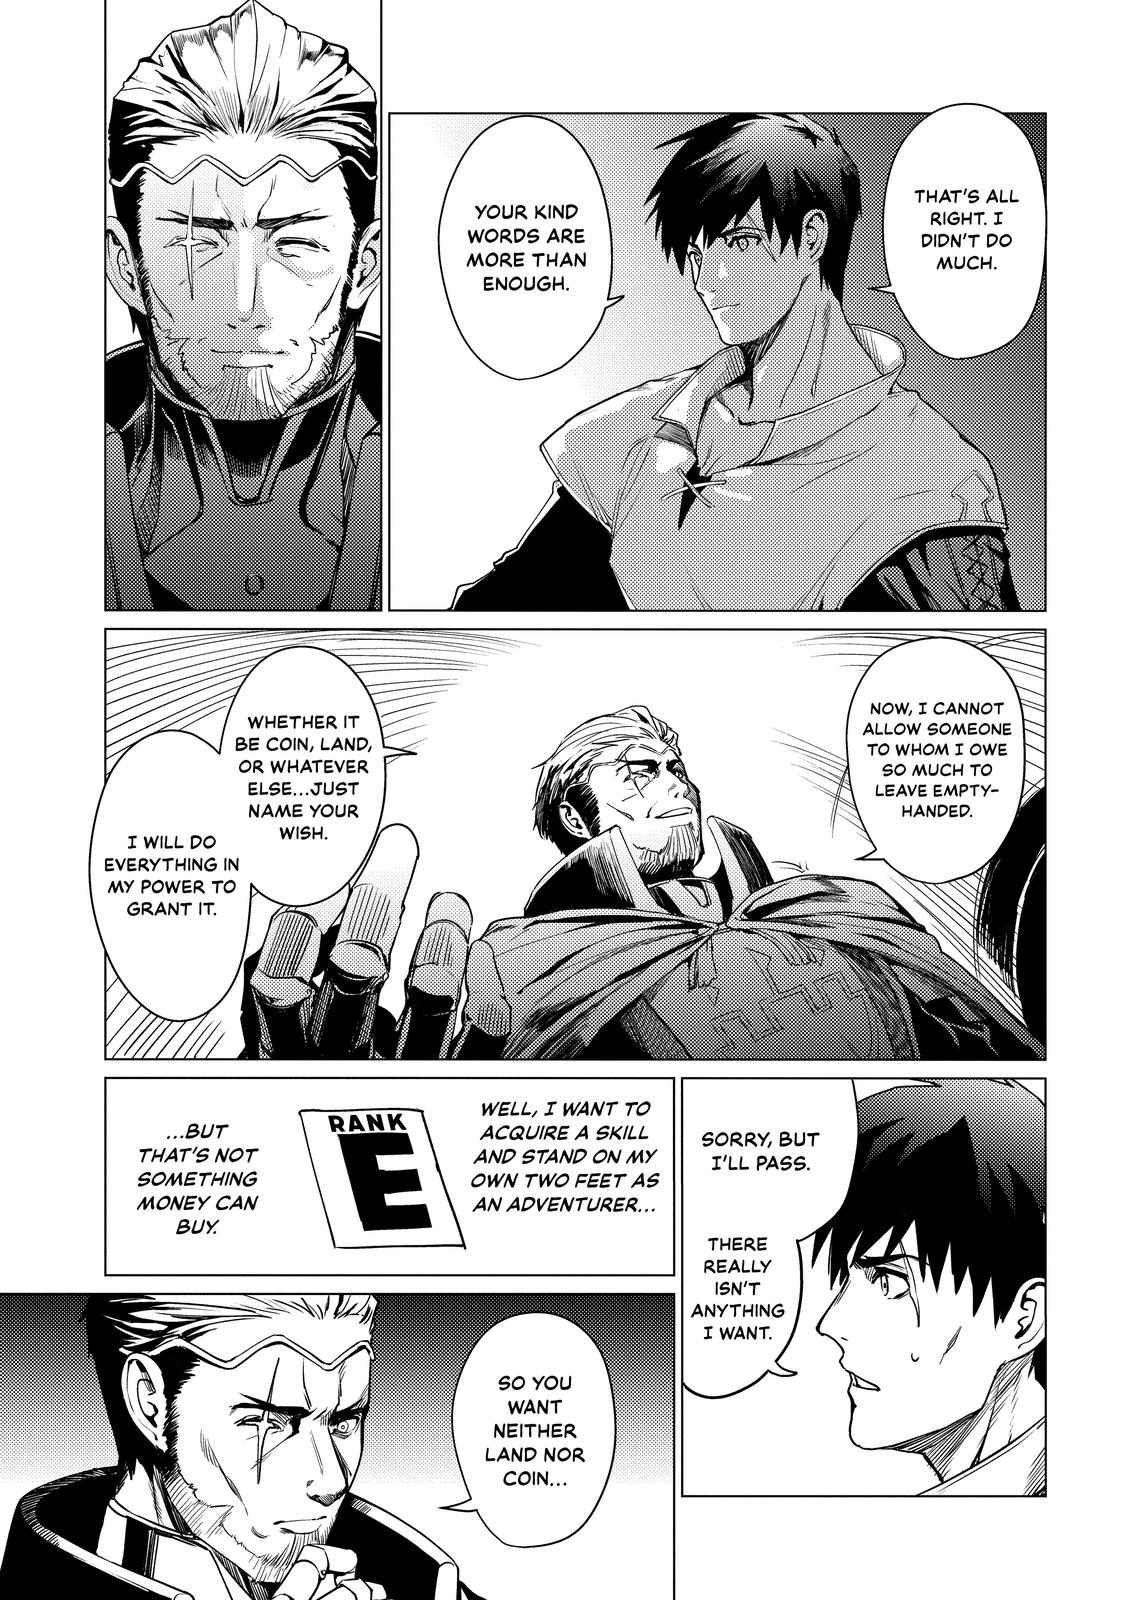 THAT'S ALL
RIGHT. I
DIDN'T DO
MUCH.
YOUR KIND
WORDS ARE
MORE THAN
ENOUGH.
NOW, I CANNOT
ALLOW SOMEONE
TO WHOM I OWE
SO MUCH TO
LEAVE EMPTY-
HANDED.
WHETHER IT
BE COIN, LAND,
OR WHATEVER
ELSE...JUST
NAME YOUR
WISH.
I WILL DO
EVERYTHING IN
MY POWER TO
GRANT IT.
SORRY, BUT
I'LL PASS.
THERE
REALLY
ISN'T
ANYTHING
I WANT.
WELL, I WANT TO
ACQUIRE A SKILL
AND STAND ON MY
OWN TWO FEET AS
AN ADVENTURER...
RANK
E
...BUT
THAT'S NOT
SOMETHING
MONEY CAN
BUY.
SO YOU
WANT
NEITHER
LAND NOR
COIN...